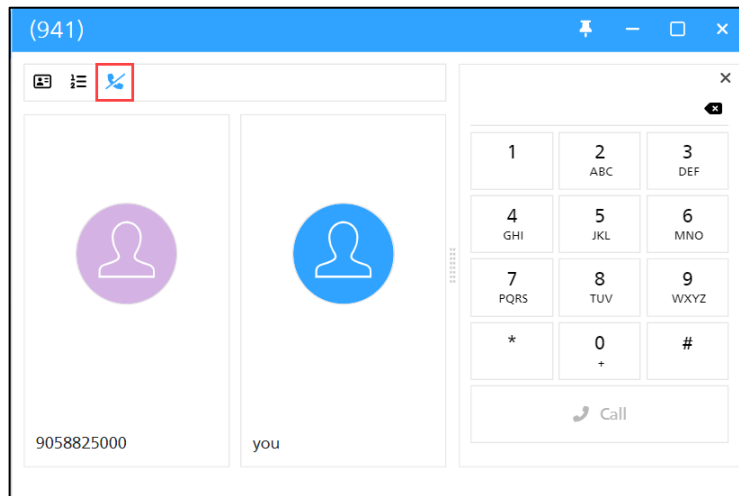 (941)
1
2
ABC
3
DEF
4
GHI
5
JKL
6
MNO
7
PQRS
8
TUV
9
WXYZ
*
0
+
#
Call
9058825000
you